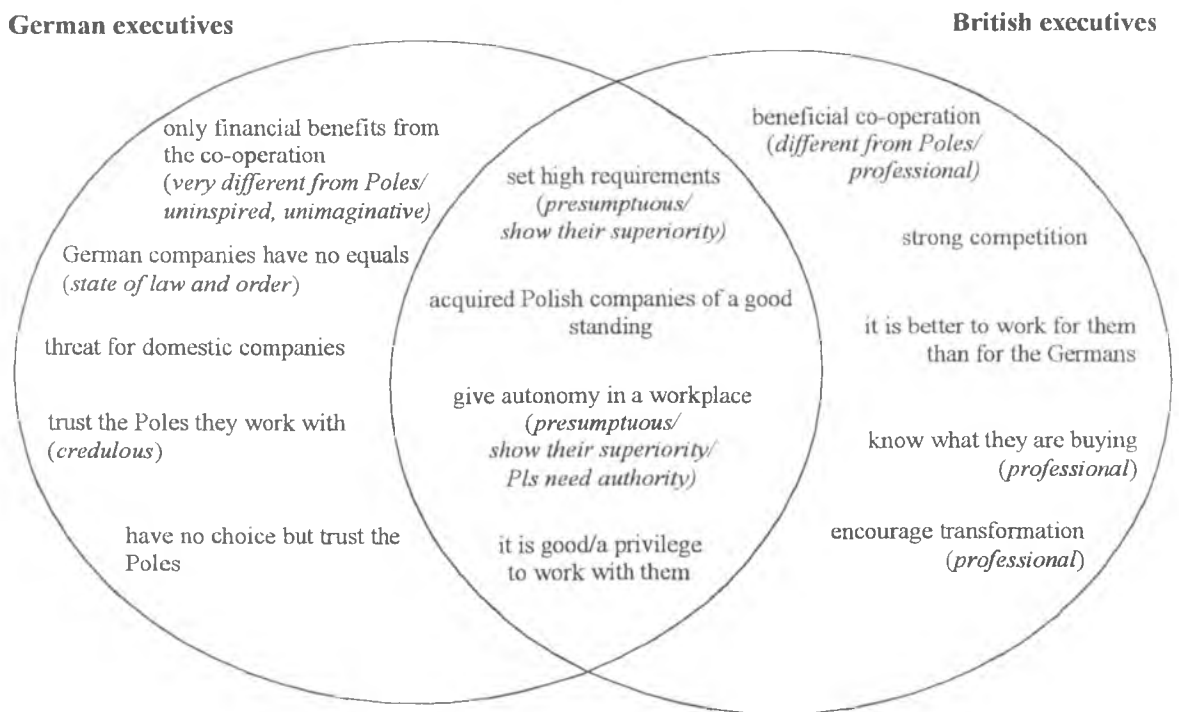 German executives
British executives
only financial benefits from
the co-operation
(very different from Poles/
uninspired, unimaginative)
German companies have no equals
(state of law and order)
threat for domestic companies
trust the Poles they work with
(credulous)
have no choice but trust the
Poles
set high requirements
(presumptuous/
show their superiority)
acquired Polish companies of a good
standing
give autonomy in a workplace
(presumptuous/
show their superiority/
Pls need authority)
it is good/a privilege
to work with them
beneficial co-operation
(different from Poles/
professional)
strong competition
it is better to work for them
than for the Germans
know what they are buying
(professional)
encourage transformation
(professional)